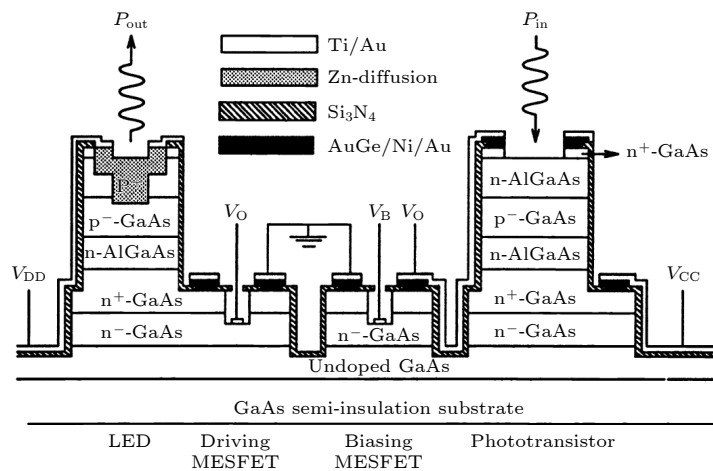 P_out
P_in
Ti/Au
Zn-diffusion
Si₃N₄
AuGe/Ni/Au
P
n⁺-GaAs
n-AlGaAs
p⁻-GaAs
p⁻-GaAs
V_O
V_B
V_O
n-AlGaAs
n-AlGaAs
V_DD
V_CC
n⁺-GaAs
n⁺-GaAs
n⁻-GaAs
n⁻-GaAs
n⁻-GaAs
Undoped GaAs
GaAs semi-insulation substrate
LED
Driving
MESFET
Biasing
MESFET
Phototransistor